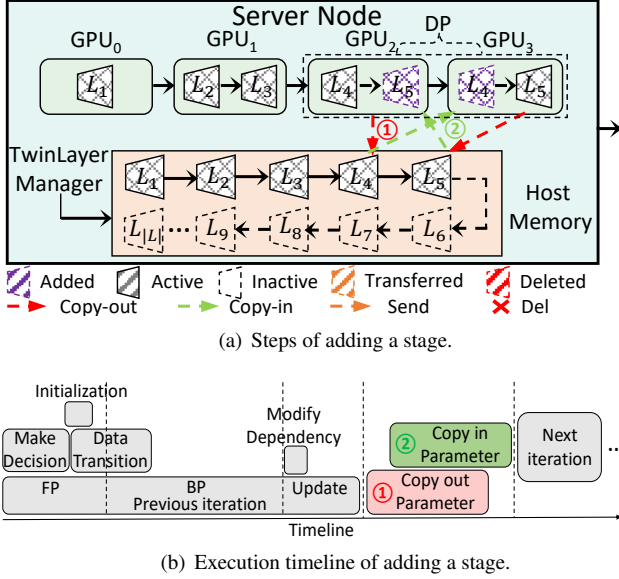 Server Node
GPU0 GPU1 GPU2 DP GPU3
L1 L2 L3 L4 L5 L4 L5
① ②
TwinLayer
Manager
L1 L2 L3 L4 L5
Host
Memory
L|L| ... L9 L8 L7 L6
Added Active Inactive Transferred Deleted
Copy-out Copy-in Send Del
(a) Steps of adding a stage.
Initialization
Make
Decision
Data
Transition
Modify
Dependency
② Copy in
Parameter
Next
iteration
...
FP
BP
Previous iteration
Update
① Copy out
Parameter
Timeline
(b) Execution timeline of adding a stage.